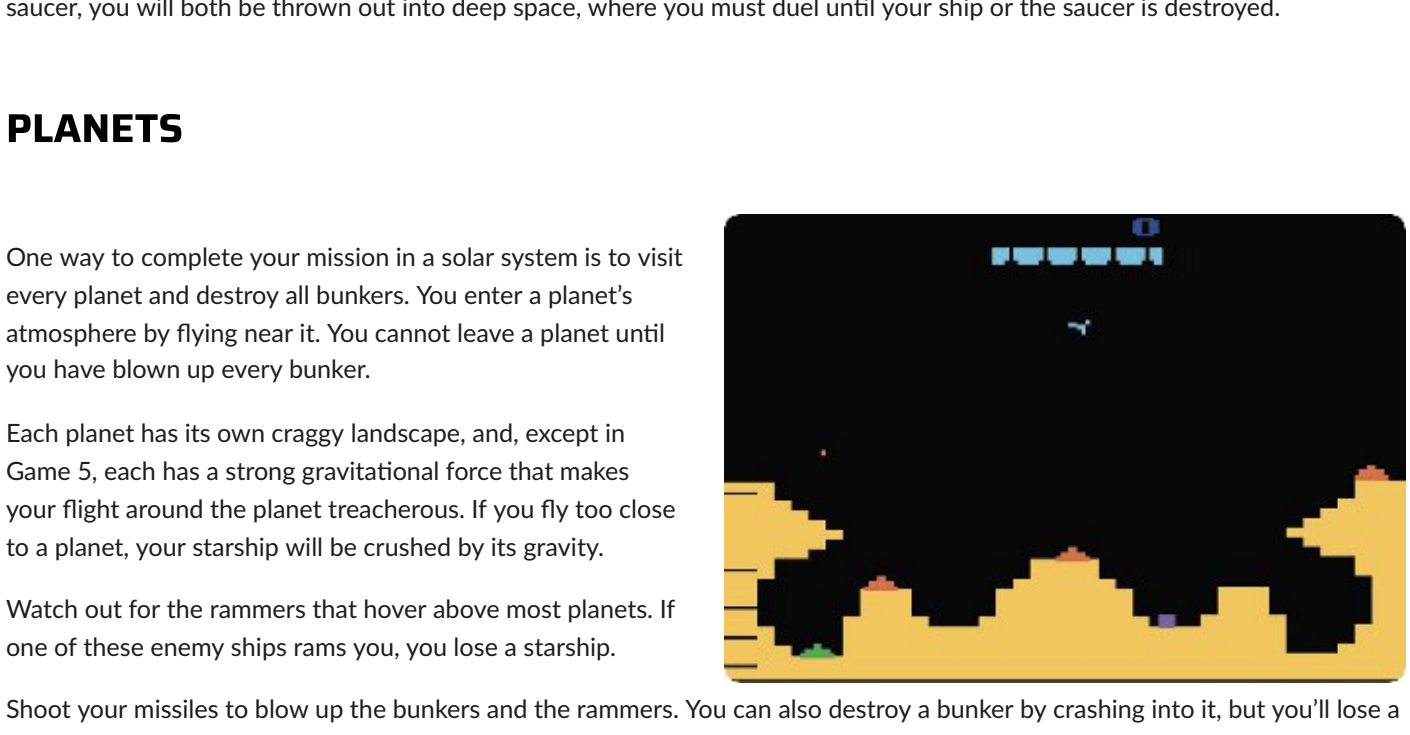 saucer, you will both be thrown out into deep space, where you must duel until your ship or the saucer is destroyed.
PLANETS
One way to complete your mission in a solar system is to visit
every planet and destroy all bunkers. You enter a planet’s
atmosphere by flying near it. You cannot leave a planet until
you have blown up every bunker.
Each planet has its own craggy landscape, and, except in
Game 5, each has a strong gravitational force that makes
your flight around the planet treacherous. If you fly too close
to a planet, your starship will be crushed by its gravity.
Watch out for the rammers that hover above most planets. If
one of these enemy ships rams you, you lose a starship.
0
Shoot your missiles to blow up the bunkers and the rammers. You can also destroy a bunker by crashing into it, but you’ll lose a